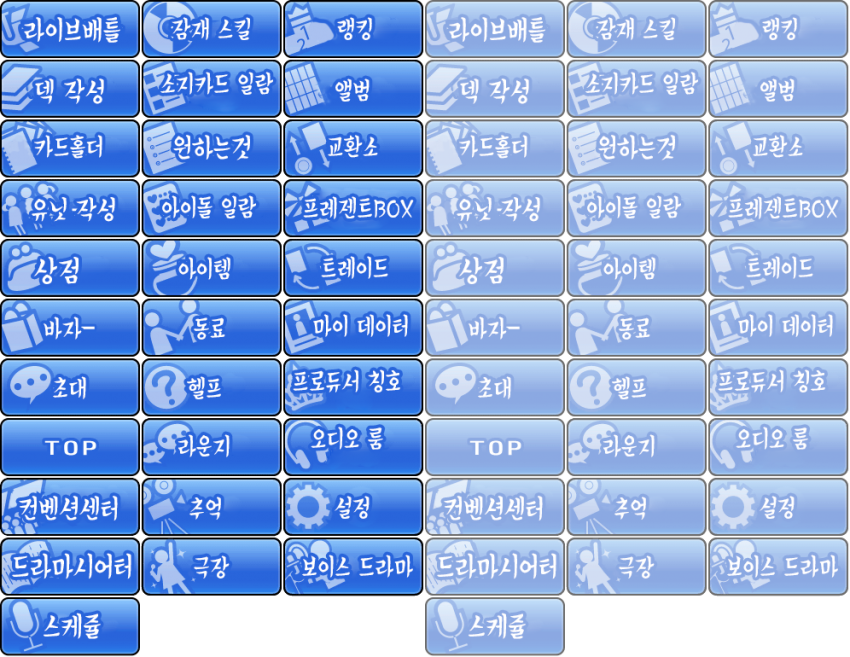 라이브배틀 잠재 스킬 랭킹 라이브배틀 잠재 스킬 랭킹
덱 작성 소지카드 일람 앨범 덱 작성 소지카드 일람 앨범
카드홀더 원하는것 교환소 카드홀더 원하는것 교환소
유닛·작성 아이돌 일람 프레젠트BOX 유닛·작성 아이돌 일람 프레젠트BOX
상점 아이템 트레이드 상점 아이템 트레이드
바자- 동료 마이 데이터 바자- 동료 마이 데이터
초대 헬프 프로듀서 칭호 초대 헬프 프로듀서 칭호
TOP 라운지 오디오 룸 TOP 라운지 오디오 룸
컨벤션센터 추억 설정 컨벤션센터 추억 설정
드라마시어터 극장 보이스 드라마 드라마시어터 극장 보이스 드라마
스케쥴 스케쥴